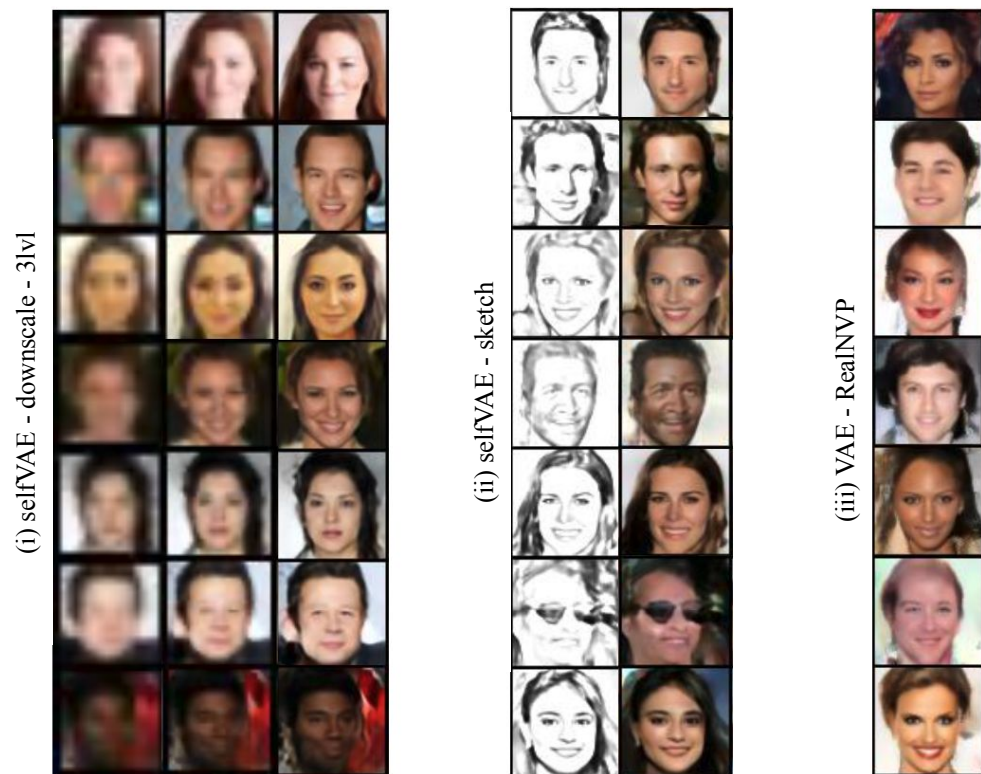 (i) selfVAE - downscale - 3lvl
(ii) selfVAE - sketch
(iii) VAE - RealNVP